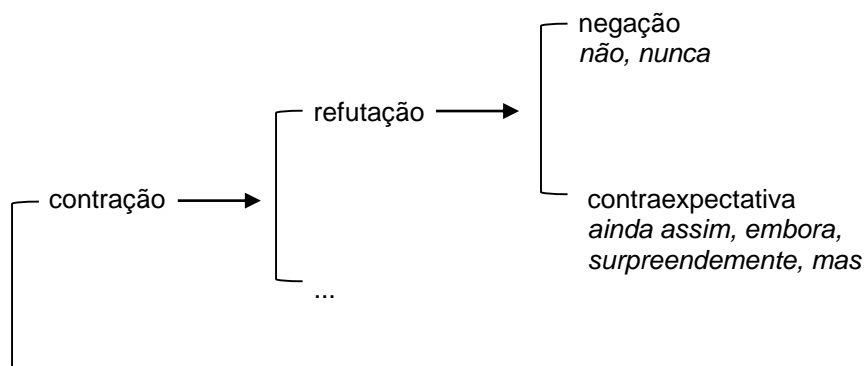 negação
não, nunca
refutação
contração
contraexpectativa
ainda assim, embora,
surpreendemente, mas
...